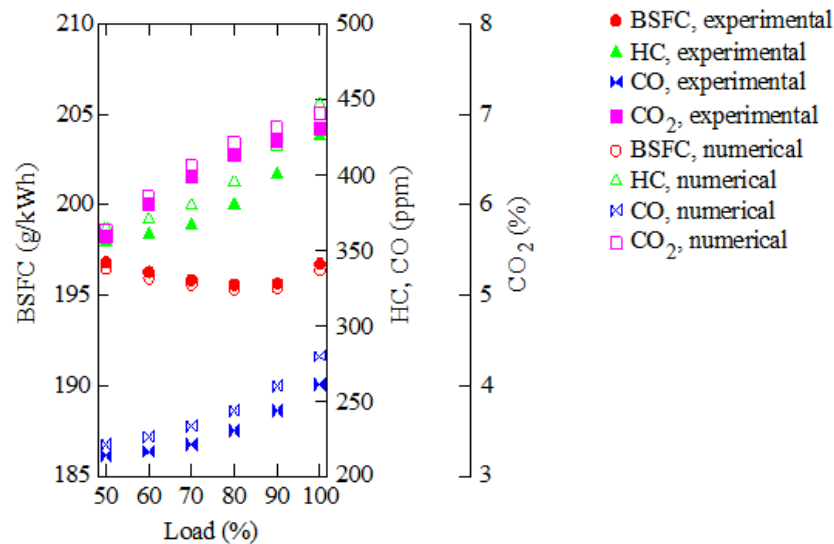 210
205
200
195
190
185
BSFC (g/kWh)
50 60 70 80 90 100
Load (%)
500
450
400
350
300
250
200
HC, CO (ppm)
8
7
6
5
4
3
CO₂ (%)
BSFC, experimental
HC, experimental
CO, experimental
CO₂, experimental
BSFC, numerical
HC, numerical
CO, numerical
CO₂, numerical